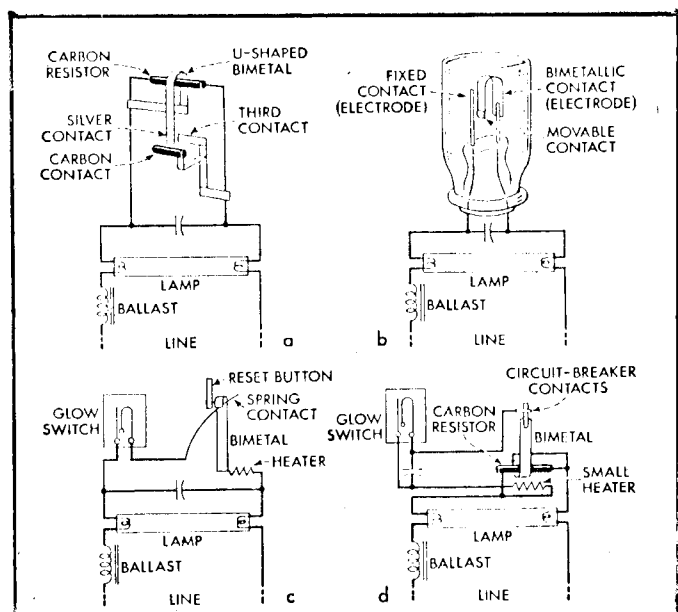 CARBON
RESISTOR
U-SHAPED
BIMETAL
SILVER
CONTACT
THIRD
CONTACT
CARBON
CONTACT
LAMP
BALLAST
LINE
a
FIXED
CONTACT
(ELECTRODE)
BIMETALLIC
CONTACT
(ELECTRODE)
MOVABLE
CONTACT
LAMP
BALLAST
b
LINE
RESET BUTTON
SPRING
CONTACT
GLOW
SWITCH
BIMETAL
HEATER
LAMP
BALLAST
LINE
c
CIRCUIT-BREAKER
CONTACTS
GLOW
SWITCH
CARBON
RESISTOR
BIMETAL
SMALL
HEATER
LAMP
BALLAST
d
LINE